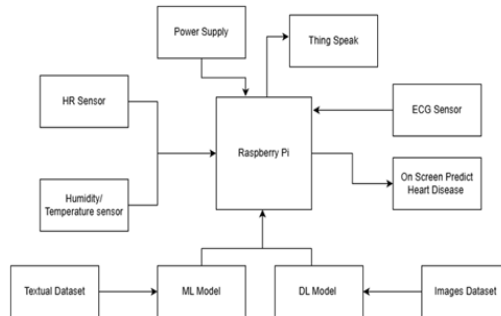 Power Supply
Thing Speak
HR Sensor
ECG Sensor
Raspberry Pi
On Screen Predict
Heart Disease
Humidity/
Temperature sensor
Textual Dataset
ML Model
DL Model
Images Dataset